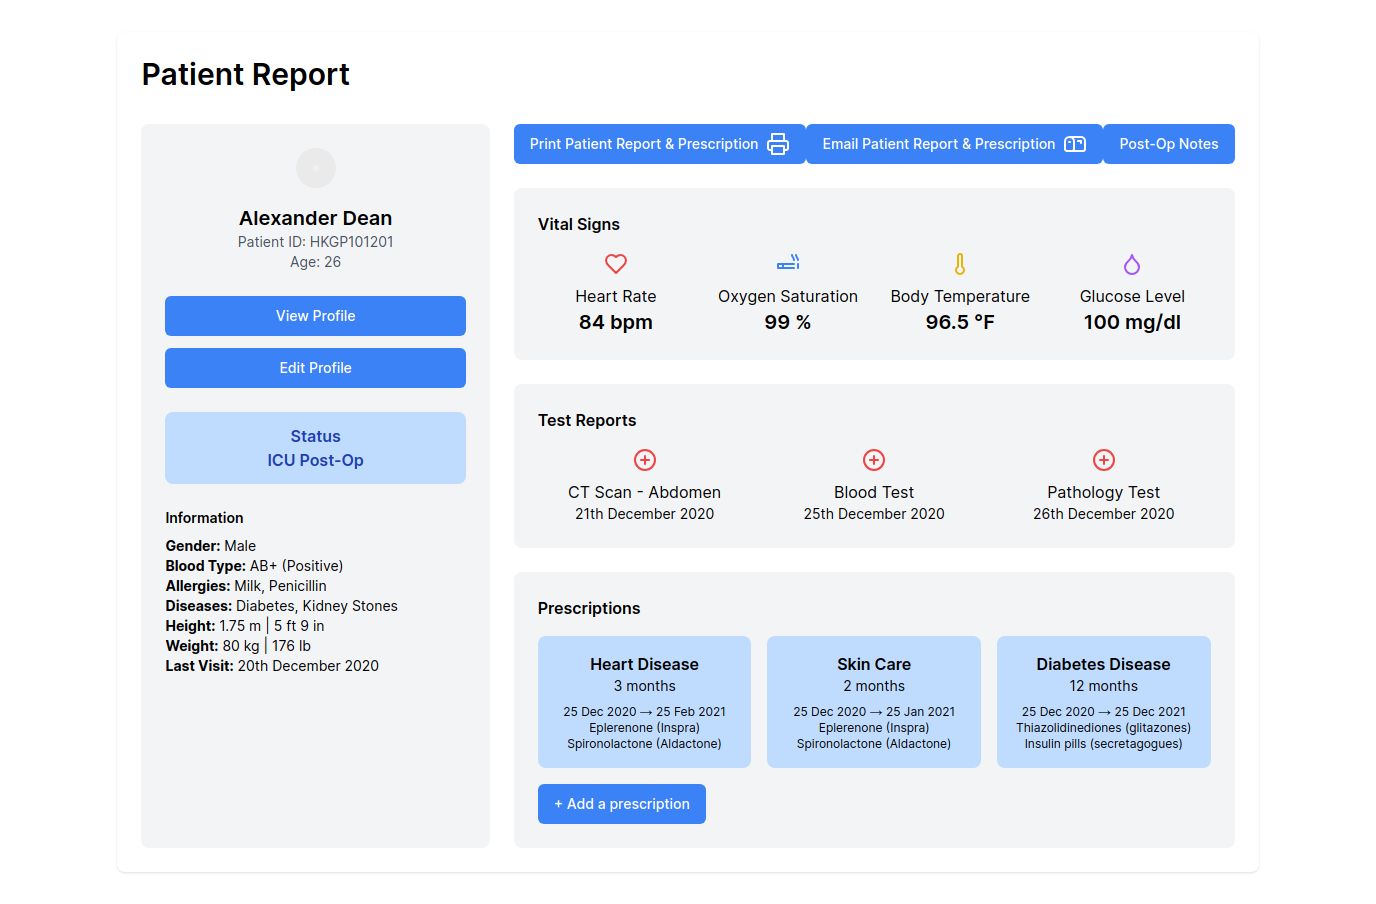 Patient Report
Alexander Dean
Patient ID: HKGP101201
Age: 26
View Profile
Edit Profile
Status
ICU Post-Op
Information
Gender: Male
Blood Type: AB+ (Positive)
Allergies: Milk, Penicillin
Diseases: Diabetes, Kidney Stones
Height: 1.75 m | 5 ft 9 in
Weight: 80 kg | 176 lb
Last Visit: 20th December 2020
Print Patient Report & Prescription
Email Patient Report & Prescription
Post-Op Notes
Vital Signs
Heart Rate
84 bpm
Oxygen Saturation
99 %
Body Temperature
96.5 °F
Glucose Level
100 mg/dl
Test Reports
CT Scan - Abdomen
21th December 2020
Blood Test
25th December 2020
Pathology Test
26th December 2020
Prescriptions
Heart Disease
3 months
25 Dec 2020 → 25 Feb 2021
Eplerenone (Inspra)
Spironolactone (Aldactone)
Skin Care
2 months
25 Dec 2020 → 25 Jan 2021
Eplerenone (Inspra)
Spironolactone (Aldactone)
Diabetes Disease
12 months
25 Dec 2020 → 25 Dec 2021
Thiazolidinediones (glitazones)
Insulin pills (secretagogues)
+ Add a prescription